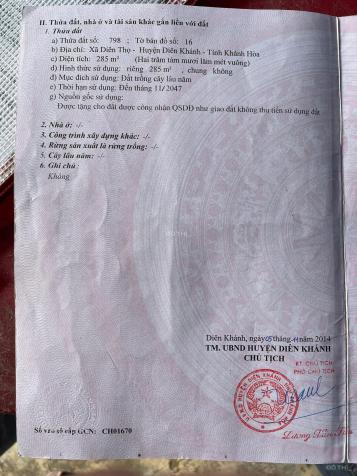 II. Thửa đất, nhà ở và tài sản khác gắn liền với đất
1. Thửa đất:
a) Thửa đất số: 798 ; Tờ bản đồ số: 16
b) Địa chỉ: Xã Diên Thọ - Huyện Diên Khánh - Tỉnh Khánh Hòa
c) Diện tích: 285 m² (Hai trăm tám mươi lăm mét vuông)
d) Hình thức sử dụng: riêng 285 m² , chung không
đ) Mục đích sử dụng: Đất trồng cây lâu năm
e) Thời hạn sử dụng: Đến tháng 11/2047
g) Nguồn gốc sử dụng:
Được tặng cho đất được công nhận QSDĐ như giao đất không thu tiền sử dụng đất
2. Nhà ở: -/-
3. Công trình xây dựng khác: -/-
4. Rừng sản xuất là rừng trồng: -/-
5. Cây lâu năm: -/-
6. Ghi chú:
Không
Diên Khánh, ngày tháng năm 2014
TM. UBND HUYỆN DIÊN KHÁNH
CHỦ TỊCH
KT. CHỦ TỊCH
PHÓ CHỦ TỊCH
Số vào sổ cấp GCN: CH01670